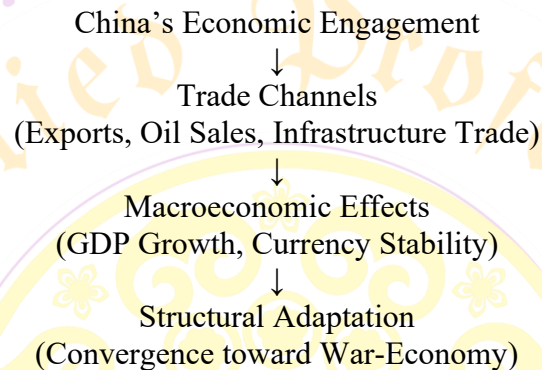 China’s Economic Engagement
↓
Trade Channels
(Exports, Oil Sales, Infrastructure Trade)
↓
Macroeconomic Effects
(GDP Growth, Currency Stability)
↓
Structural Adaptation
(Convergence toward War-Economy)